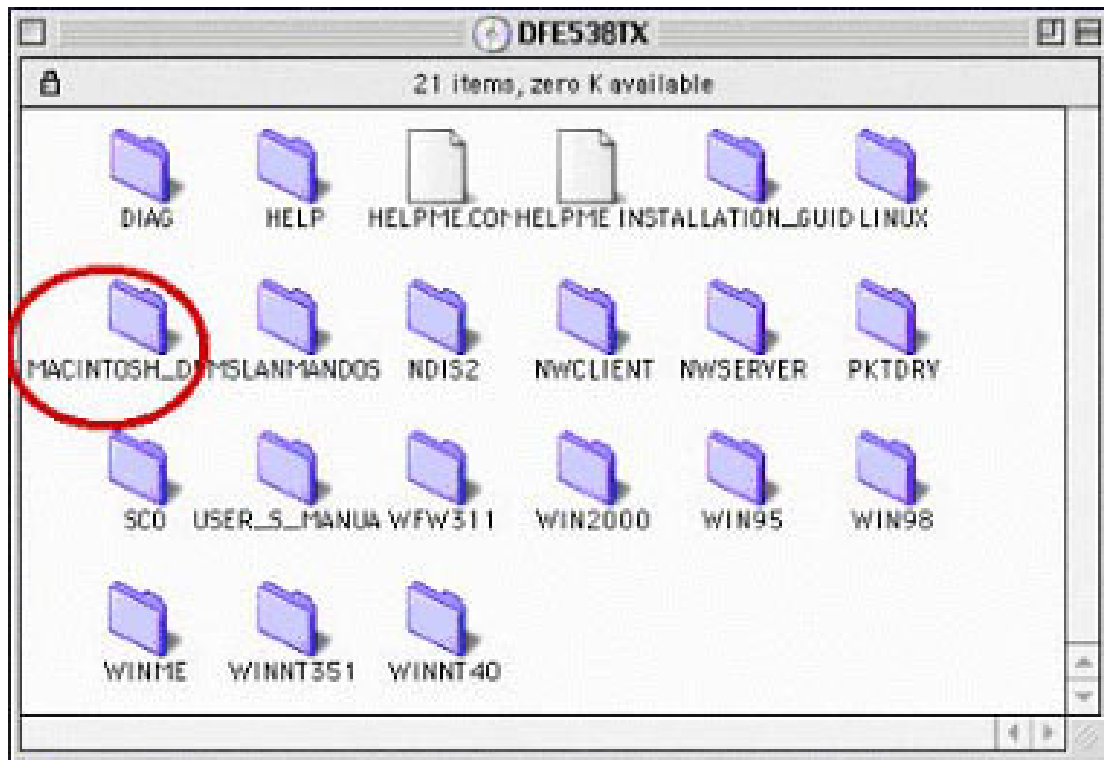 DFE538TX
21 items, zero K available
DIAG HELP HELPME.COM HELPME INSTALLATION_GUID LINUX
MACINTOSH_D MSLANMANDOS NDIS2 NWCLIENT NWSERVER PKTDRV
SCO USER_S_MANUA WFW311 WIN2000 WIN95 WIN98
WINME WINNT351 WINNT40